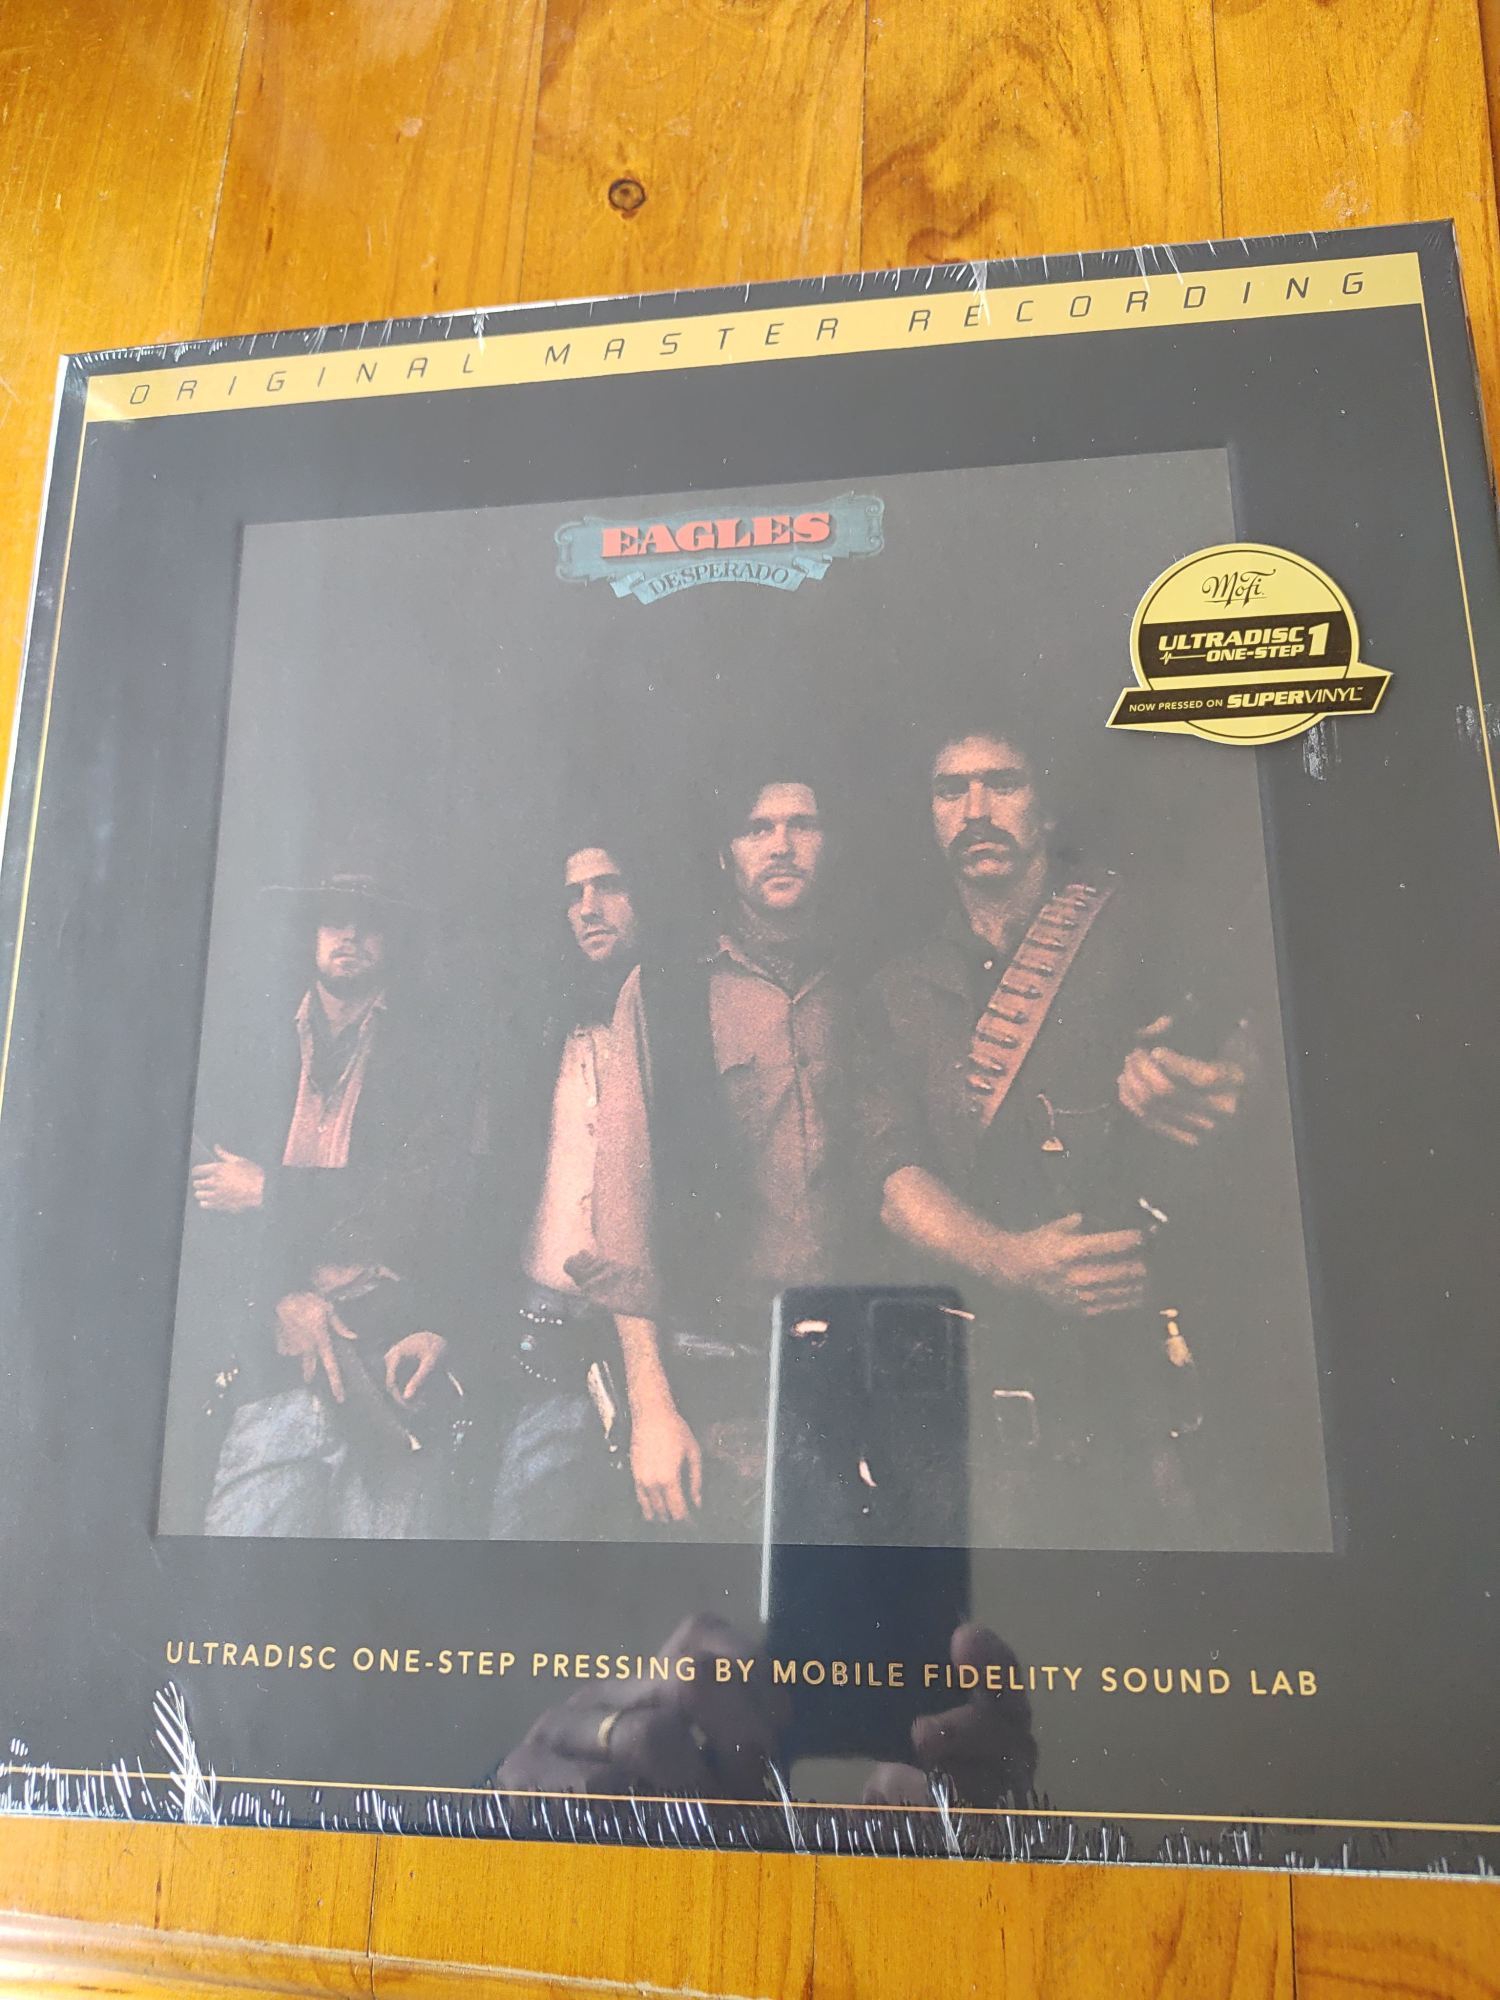 ORIGINAL MASTER RECORDING
EAGLES
DESPERADO
MoFi
ULTRADISC 1
ONE-STEP
NOW PRESSED ON SUPERVINYL™
ULTRADISC ONE-STEP PRESSING BY MOBILE FIDELITY SOUND LAB